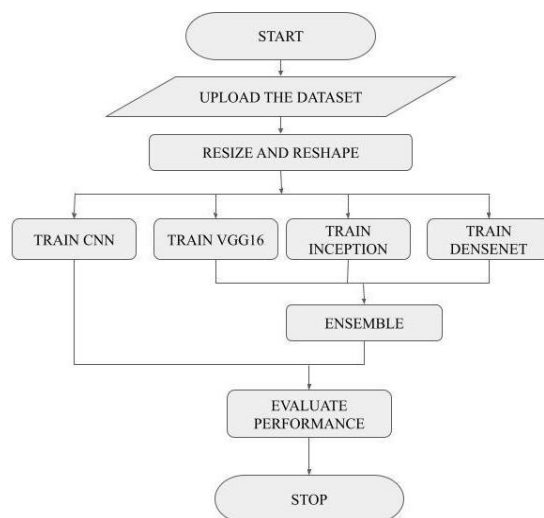 START
UPLOAD THE DATASET
RESIZE AND RESHAPE
TRAIN CNN
TRAIN VGG16
TRAIN
INCEPTION
TRAIN
DENSENET
ENSEMBLE
EVALUATE
PERFORMANCE
STOP